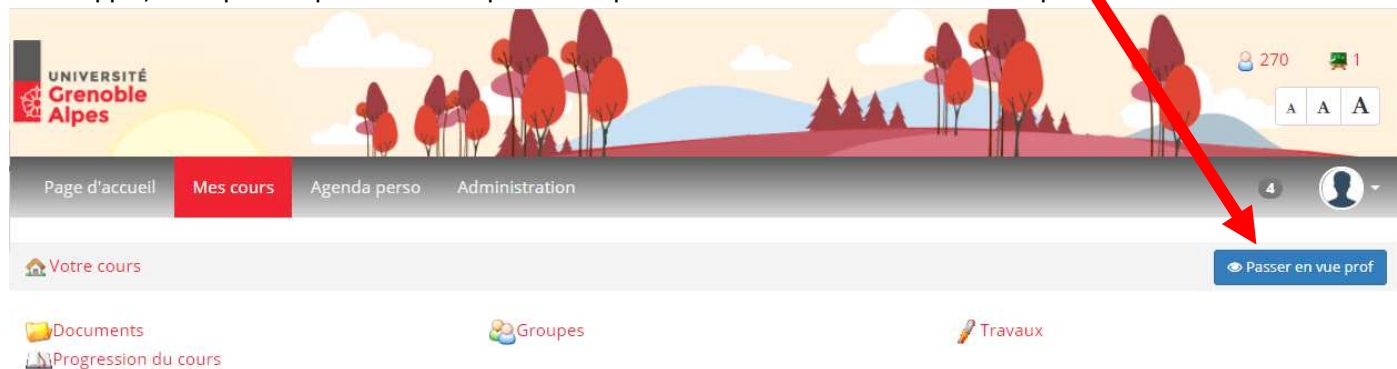 UNIVERSITÉ
Grenoble
Alpes
270 1
A A A
Page d'accueil Mes cours Agenda perso Administration 4
Votre cours Passer en vue prof
Documents Groupes Travaux
Progression du cours